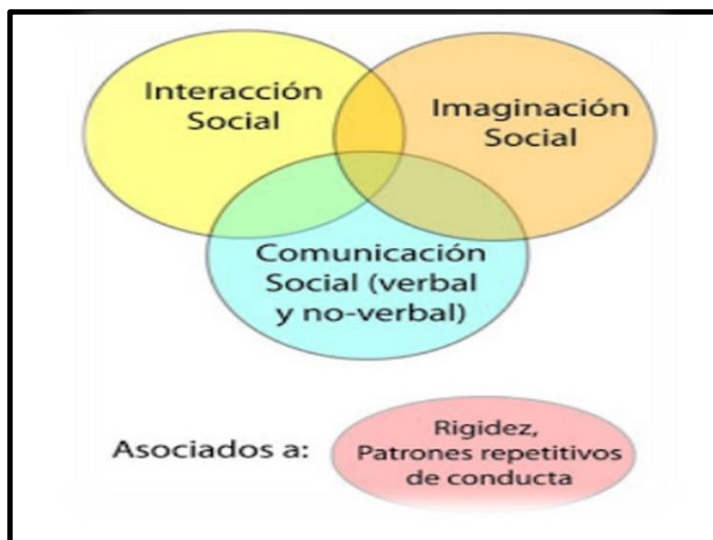 Interacción
Social
Imaginación
Social
Comunicación
Social (verbal
y no-verbal)
Asociados a:
Rigidez,
Patrones repetitivos
de conducta